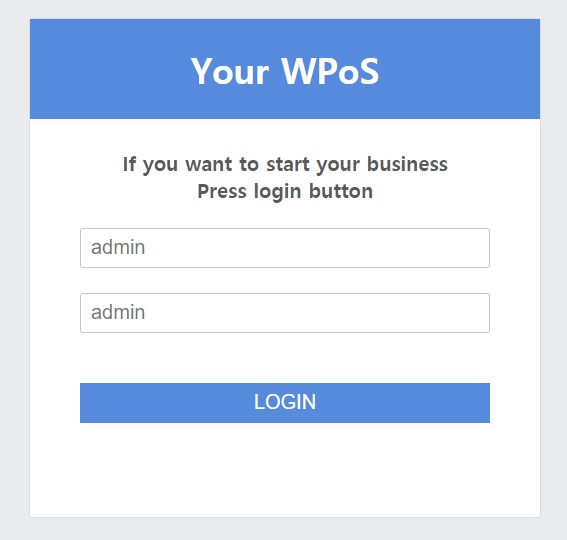 Your WPoS
If you want to start your business
Press login button
admin
admin
LOGIN